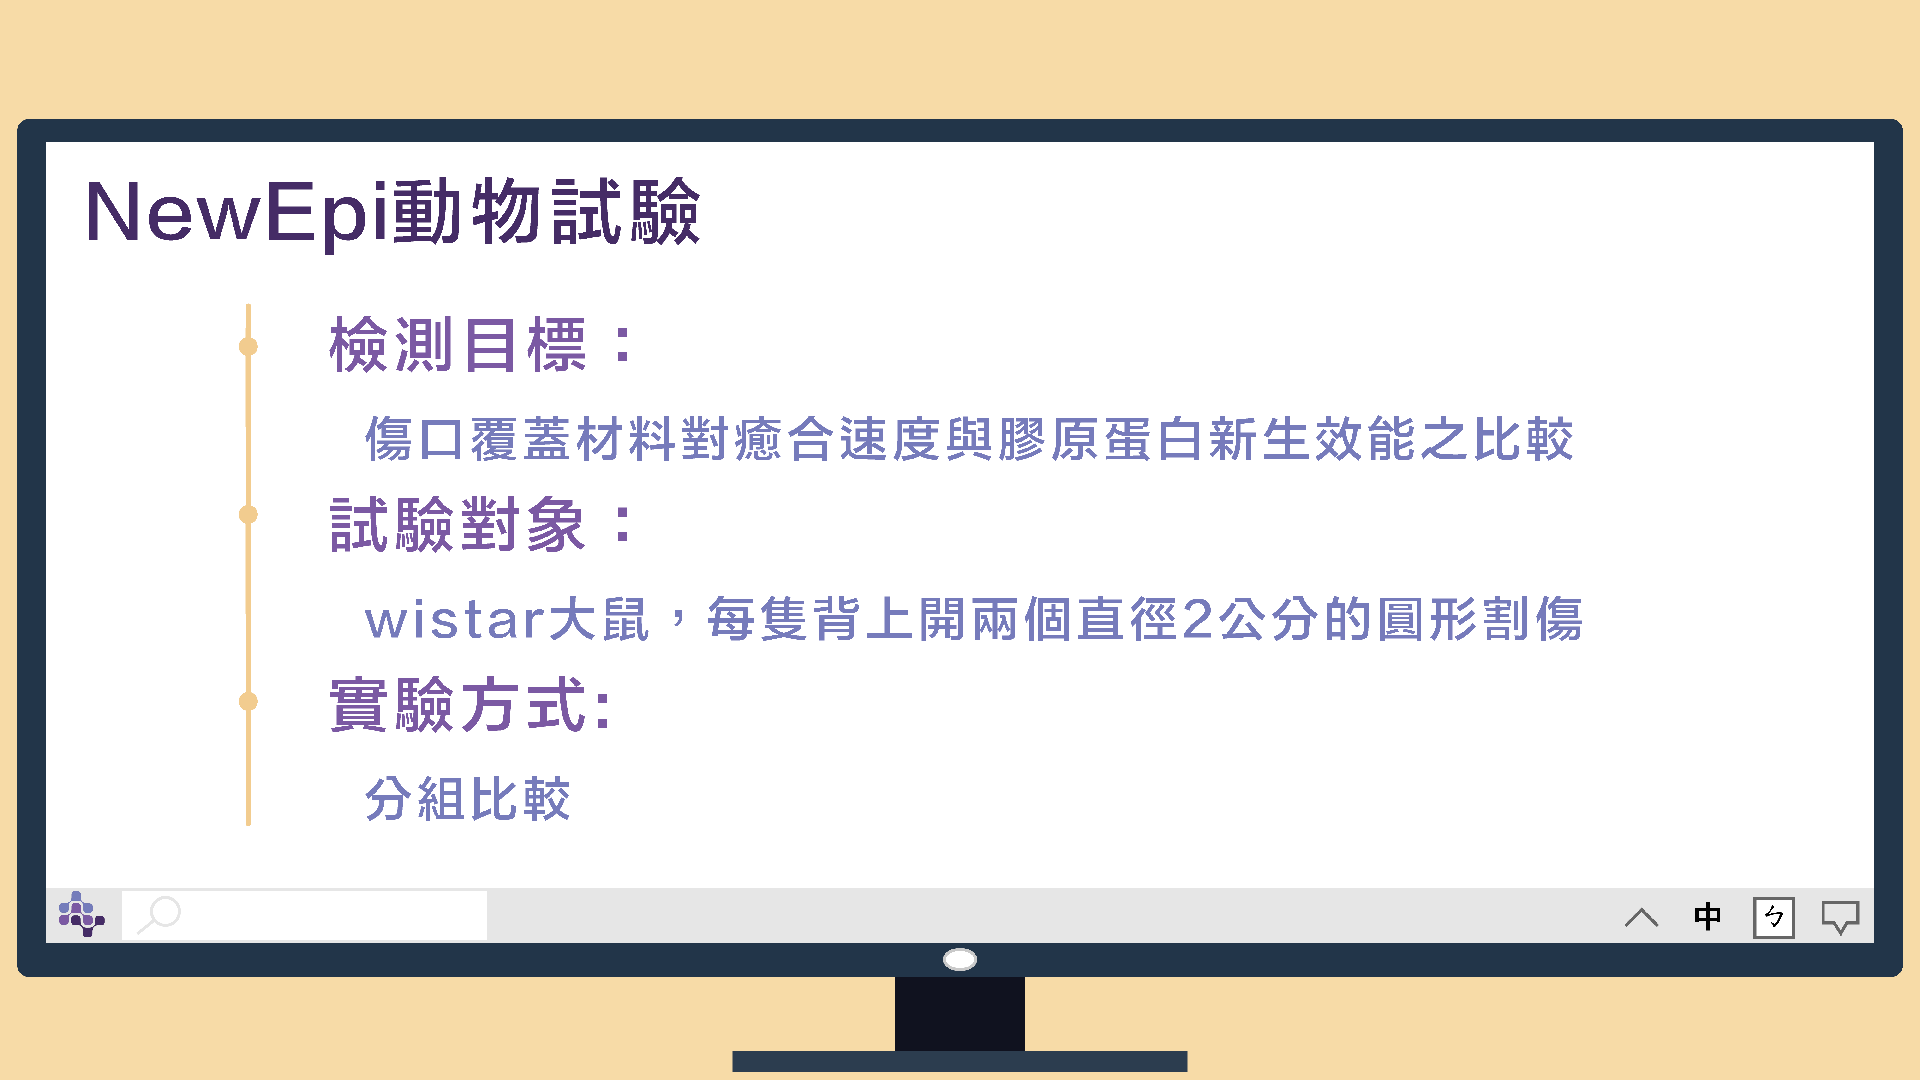 NewEpi動物試驗
檢測目標：
傷口覆蓋材料對癒合速度與膠原蛋白新生效能之比較
試驗對象：
wistar大鼠，每隻背上開兩個直徑2公分的圓形割傷
實驗方式:
分組比較
中
ㄅ